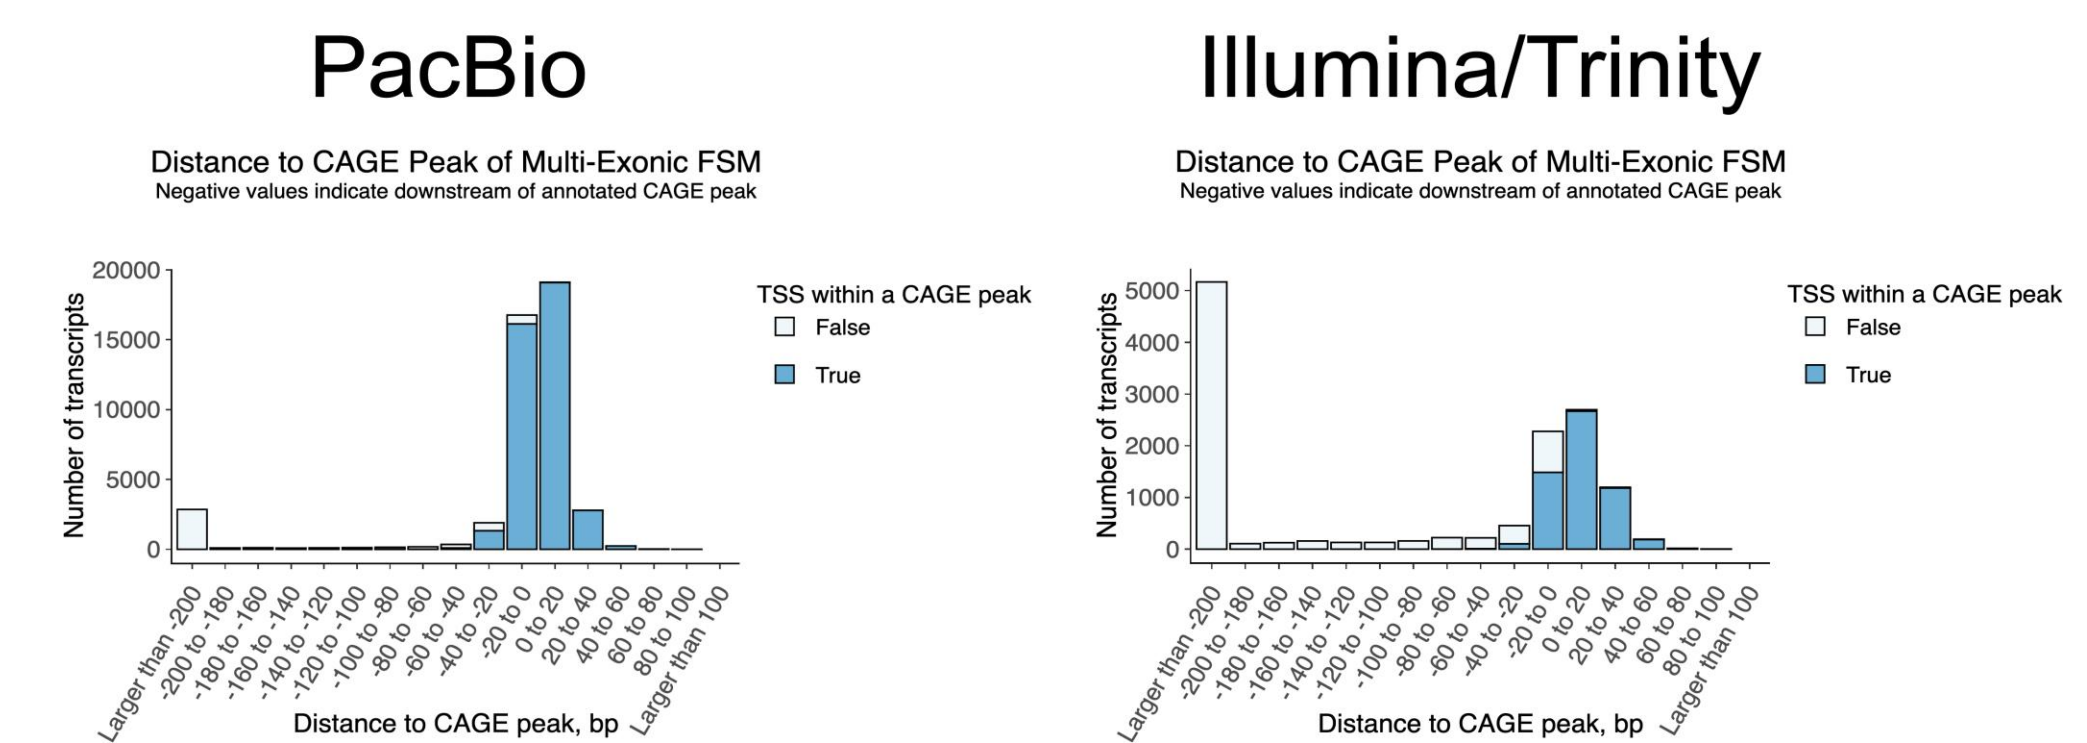 PacBio
Distance to CAGE Peak of Multi-Exonic FSM
Negative values indicate downstream of annotated CAGE peak
Number of transcripts
20000
15000
10000
5000
0
TSS within a CAGE peak
False
True
Larger than -200
-200 to -180
-180 to -160
-160 to -140
-140 to -120
-120 to -100
-100 to -80
-80 to -60
-60 to -40
-40 to -20
-20 to 0
0 to 20
20 to 40
40 to 60
60 to 80
80 to 100
Larger than 100
Distance to CAGE peak, bp
Illumina/Trinity
Distance to CAGE Peak of Multi-Exonic FSM
Negative values indicate downstream of annotated CAGE peak
Number of transcripts
5000
4000
3000
2000
1000
0
TSS within a CAGE peak
False
True
Larger than -200
-200 to -180
-180 to -160
-160 to -140
-140 to -120
-120 to -100
-100 to -80
-80 to -60
-60 to -40
-40 to -20
-20 to 0
0 to 20
20 to 40
40 to 60
60 to 80
80 to 100
Larger than 100
Distance to CAGE peak, bp